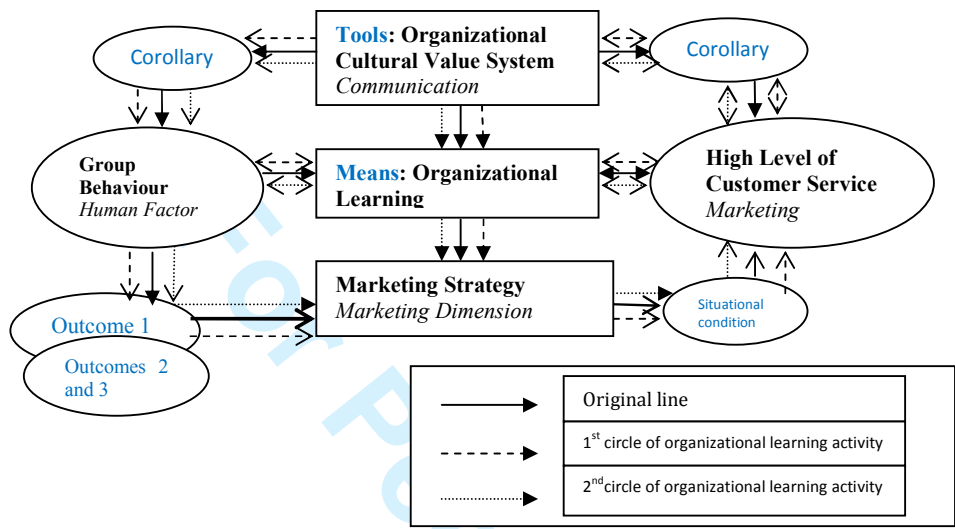 Tools: Organizational
Cultural Value System
Communication
Corollary
Corollary
Group
Behaviour
Human Factor
Means: Organizational
Learning
High Level of
Customer Service
Marketing
Marketing Strategy
Marketing Dimension
Situational
condition
Outcome 1
Outcomes 2
and 3
Original line
1st circle of organizational learning activity
2nd circle of organizational learning activity
For Pe